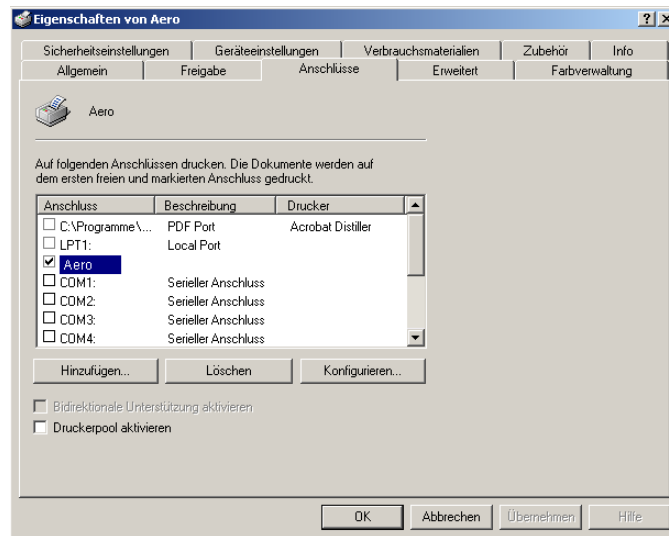 Eigenschaften von Aero
Sicherheitseinstellungen Geräteeinstellungen Verbrauchsmaterialien Zubehör Info
Allgemein Freigabe Anschlüsse Erweitert Farbverwaltung
Aero
Auf folgenden Anschlüssen drucken. Die Dokumente werden auf
dem ersten freien und markierten Anschluss gedruckt.
Anschluss Beschreibung Drucker
C:\Programme\... PDF Port Acrobat Distiller
LPT1: Local Port
Aero
COM1: Serieller Anschluss
COM2: Serieller Anschluss
COM3: Serieller Anschluss
COM4: Serieller Anschluss
Hinzufügen... Löschen Konfigurieren...
Bidirektionale Unterstützung aktivieren
Druckerpool aktivieren
OK Abbrechen Übernehmen Hilfe